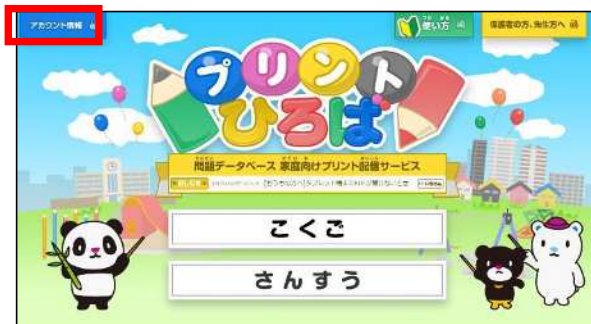 アカウント情報
使い方
保護者の方、先生方へ
プリント
ひろば
問題データベース 家庭向けプリント配信サービス
こくご
さんすう